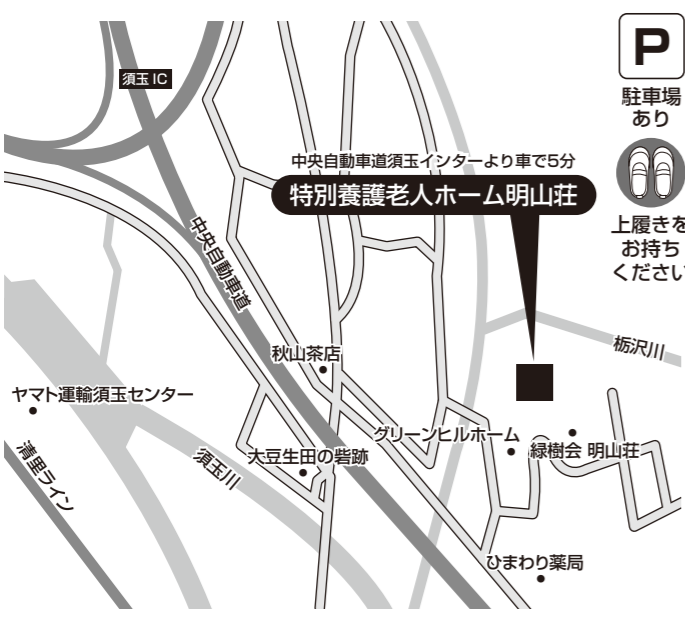 須玉 IC
P
駐車場
あり
中央自動車道須玉インターより車で5分
特別養護老人ホーム明山荘
上履きを
お持ち
ください
中央自動車道
栃沢川
秋山茶店
ヤマト運輸須玉センター
グリーンヒルホーム
緑樹会 明山荘
大豆生田の砦跡
須玉川
清里ライン
ひまわり薬局